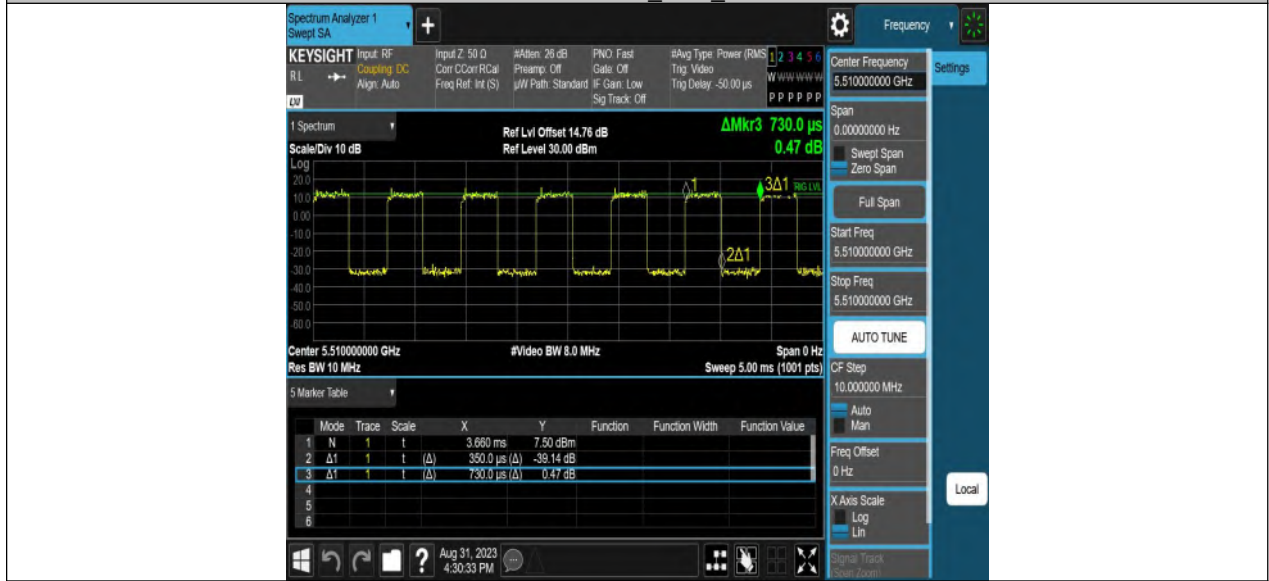 Spectrum Analyzer 1
Swept SA
+
Frequency
KEYSIGHT
RL
LXI
Input: RF
Coupling: DC
Align: Auto
Input Z: 50 Ω
Corr CCorr RCal
Freq Ref: Int (S)
#Atten: 26 dB
Preamp: Off
µW Path: Standard
PNO: Fast
Gate: Off
IF Gain: Low
Sig Track: Off
#Avg Type: Power (RMS
Trig: Video
Trig Delay: -50.00 µs
1 2 3 4 5 6
W W W W W W
P P P P P P
1 Spectrum
Scale/Div 10 dB
Ref Lvl Offset 14.76 dB
Ref Level 30.00 dBm
ΔMkr3 730.0 µs
0.47 dB
Log
20.0
10.0
0.00
-10.0
-20.0
-30.0
-40.0
-50.0
-60.0
1
3Δ1
TRIG LVL
2Δ1
Center 5.510000000 GHz
#Video BW 8.0 MHz
Span 0 Hz
Res BW 10 MHz
Sweep 5.00 ms (1001 pts)
5 Marker Table
Mode Trace Scale X Y Function Function Width Function Value
1 N 1 t 3.660 ms 7.50 dBm
2 Δ1 1 t (Δ) 350.0 µs (Δ) -39.14 dB
3 Δ1 1 t (Δ) 730.0 µs (Δ) 0.47 dB
4
5
6
?
Aug 31, 2023
4:30:33 PM
Center Frequency
5.510000000 GHz
Settings
Span
0.00000000 Hz
Swept Span
Zero Span
Full Span
Start Freq
5.510000000 GHz
Stop Freq
5.510000000 GHz
AUTO TUNE
CF Step
10.000000 MHz
Auto
Man
Freq Offset
0 Hz
X Axis Scale
Log
Lin
Signal Track
(Span Zoom)
Local